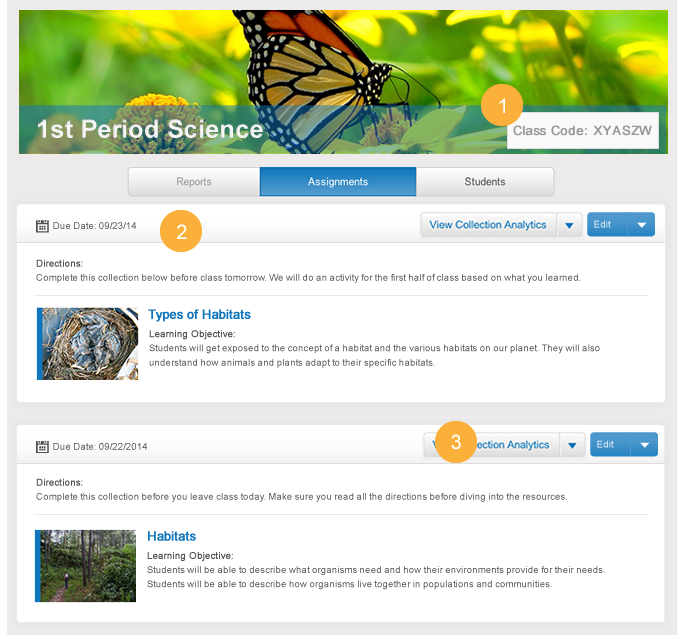 1
Class Code: XYASZW
1st Period Science
Reports Assignments Students
Due Date: 09/23/14
2
View Collection Analytics
Edit
Directions:
Complete this collection below before class tomorrow. We will do an activity for the first half of class based on what you learned.
Types of Habitats
Learning Objective:
Students will get exposed to the concept of a habitat and the various habitats on our planet. They will also
understand how animals and plants adapt to their specific habitats.
Due Date: 09/22/2014
3
Analytics
Edit
Directions:
Complete this collection before you leave class today. Make sure you read all the directions before diving into the resources.
Habitats
Learning Objective:
Students will be able to describe what organisms need and how their environments provide for their needs.
Students will be able to describe how organisms live together in populations and communities.